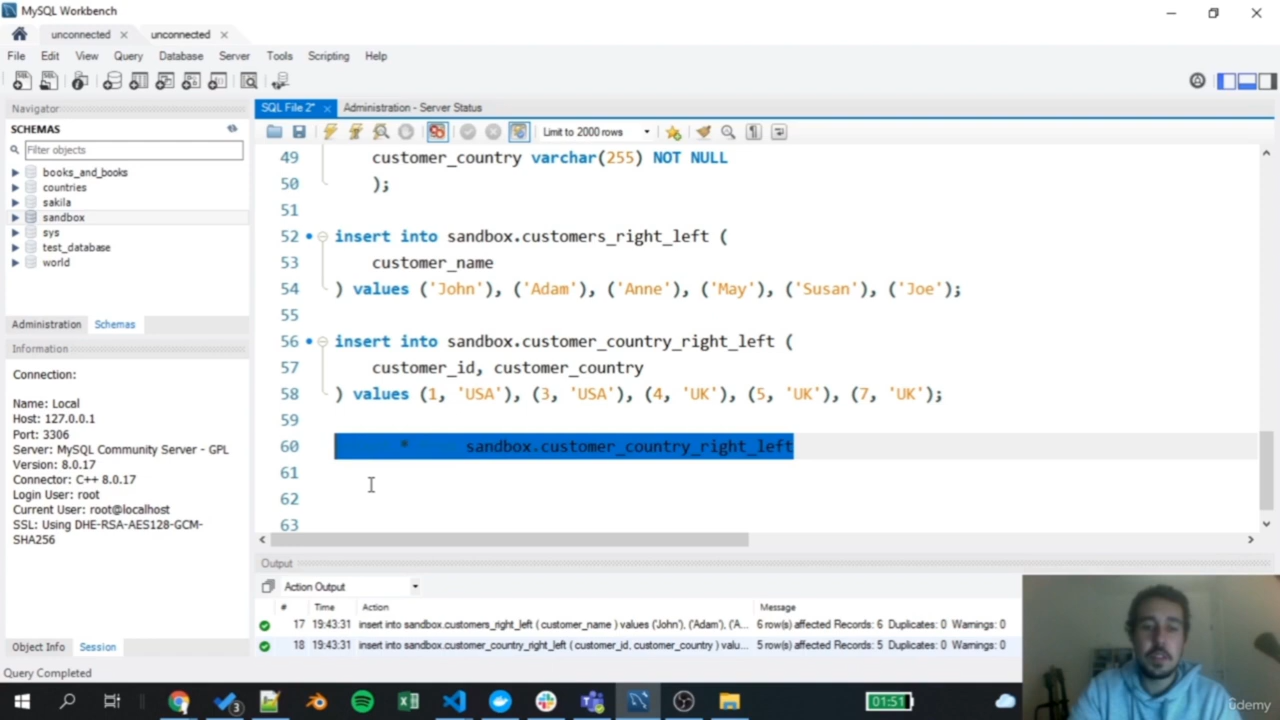 MySQL Workbench
unconnected
unconnected
File Edit View Query Database Server Tools Scripting Help
Navigator
SCHEMAS
Filter objects
books_and_books
countries
sakila
sandbox
sys
test_database
world
Administration Schemas
Information
Connection:
Name: Local
Host: 127.0.0.1
Port: 3306
Server: MySQL Community Server - GPL
Version: 8.0.17
Connector: C++ 8.0.17
Login User: root
Current User: root@localhost
SSL: Using DHE-RSA-AES128-GCM-
SHA256
Object Info Session
Query Completed
SQL File 2* Administration - Server Status
Limit to 2000 rows
49 customer_country varchar(255) NOT NULL
50 );
51
52 insert into sandbox.customers_right_left (
53 customer_name
54 ) values ('John'), ('Adam'), ('Anne'), ('May'), ('Susan'), ('Joe');
55
56 insert into sandbox.customer_country_right_left (
57 customer_id, customer_country
58 ) values (1, 'USA'), (3, 'USA'), (4, 'UK'), (5, 'UK'), (7, 'UK');
59
60 * sandbox.customer_country_right_left
61
62
63
Output
Action Output
# Time Action Message
17 19:43:31 insert into sandbox.customers_right_left ( customer_name ) values ('John'), ('Adam'), ('A... 6 row(s) affected Records: 6 Duplicates: 0 Warnings: 0
18 19:43:31 insert into sandbox.customer_country_right_left ( customer_id, customer_country ) valu... 5 row(s) affected Records: 5 Duplicates: 0 Warnings: 0
3
01:51
ûdemy